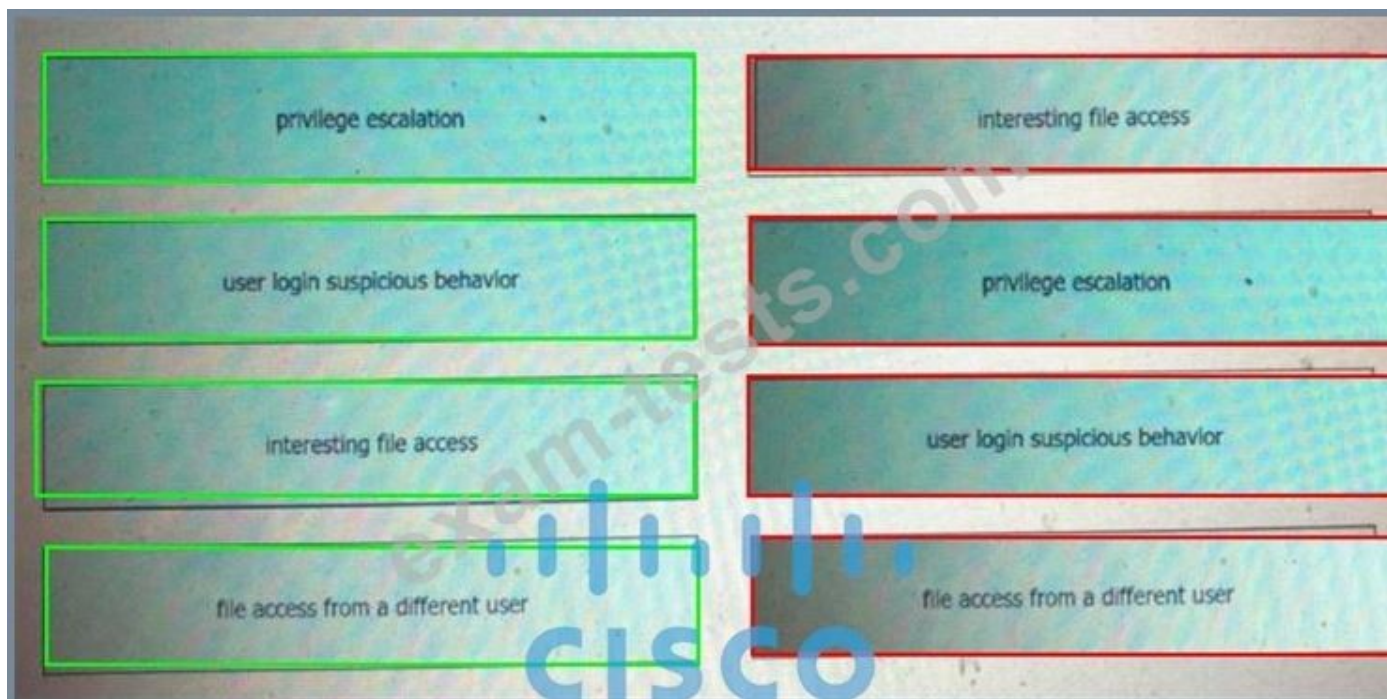 privilege escalation
interesting file access
user login suspicious behavior
privilege escalation
interesting file access
user login suspicious behavior
file access from a different user
file access from a different user
exam-tests.com
CISCO